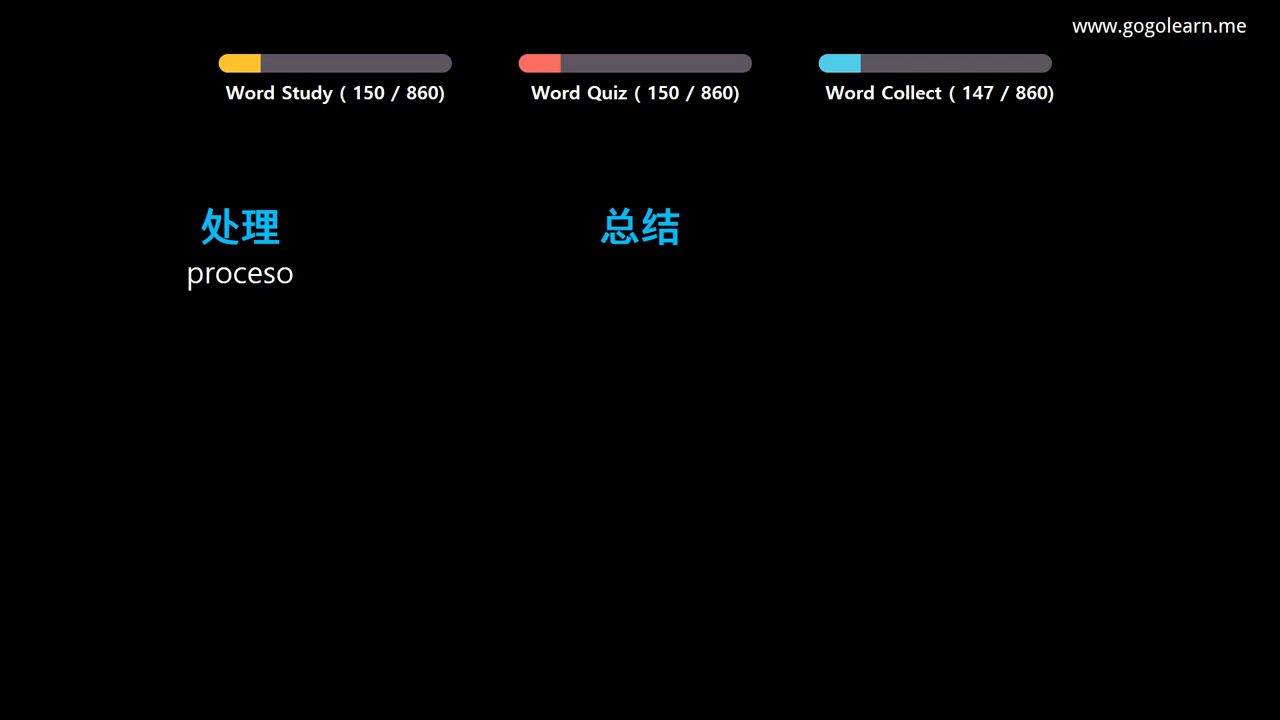 www.gogolearn.me
Word Study ( 150 / 860)
Word Quiz ( 150 / 860)
Word Collect ( 147 / 860)
处理
总结
proceso